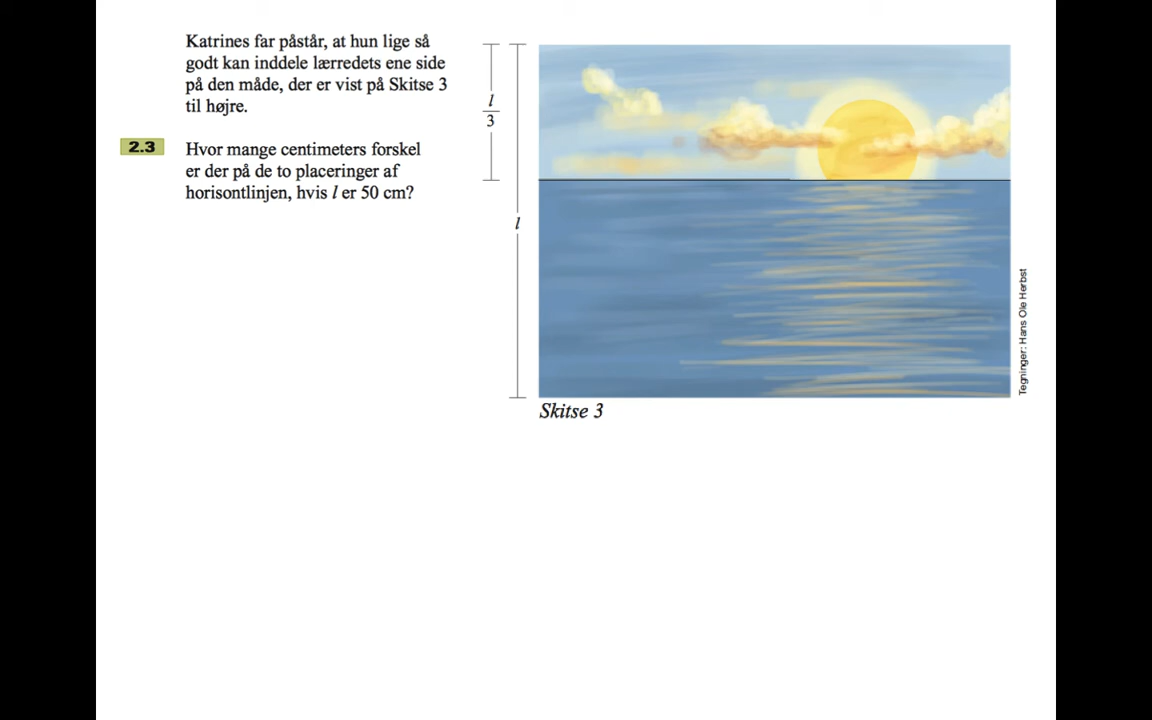 Katrines far påstår, at hun lige så
godt kan inddele lærredets ene side
på den måde, der er vist på Skitse 3
til højre.
2.3
Hvor mange centimeters forskel
er der på de to placeringer af
horisontlinjen, hvis l er 50 cm?
l
3
l
Skitse 3
Tegninger: Hans Ole Herbst